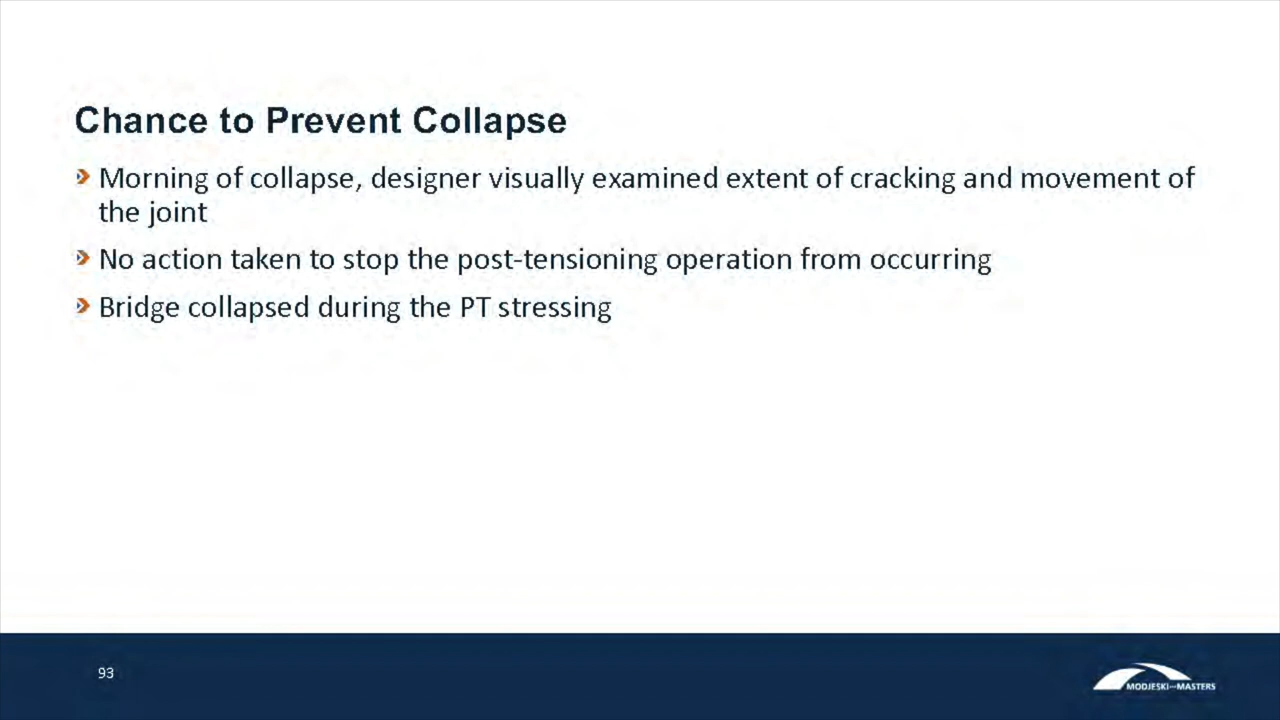 Chance to Prevent Collapse
Morning of collapse, designer visually examined extent of cracking and movement of
the joint
No action taken to stop the post-tensioning operation from occurring
Bridge collapsed during the PT stressing
93
MODJESKI and MASTERS